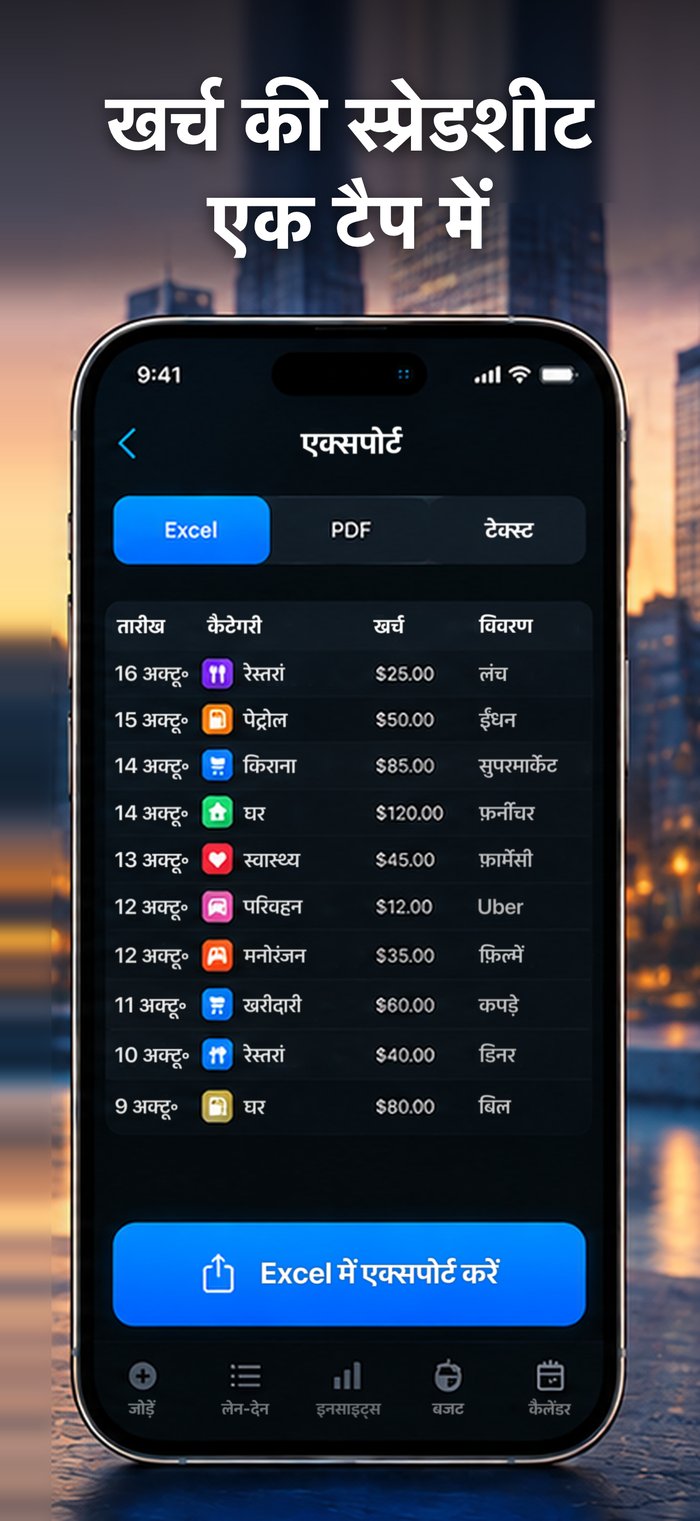 खर्च की स्प्रेडशीट
एक टैप में
9:41
एक्सपोर्ट
Excel PDF टेक्स्ट
तारीख कैटेगरी खर्च विवरण
16 अक्टू॰ रेस्तरां $25.00 लंच
15 अक्टू॰ पेट्रोल $50.00 ईंधन
14 अक्टू॰ किराना $85.00 सुपरमार्केट
14 अक्टू॰ घर $120.00 फ़र्नीचर
13 अक्टू॰ स्वास्थ्य $45.00 फ़ार्मेसी
12 अक्टू॰ परिवहन $12.00 Uber
12 अक्टू॰ मनोरंजन $35.00 फ़िल्में
11 अक्टू॰ खरीदारी $60.00 कपड़े
10 अक्टू॰ रेस्तरां $40.00 डिनर
9 अक्टू॰ घर $80.00 बिल
Excel में एक्सपोर्ट करें
जोड़ें लेन-देन इनसाइट्स बजट कैलेंडर